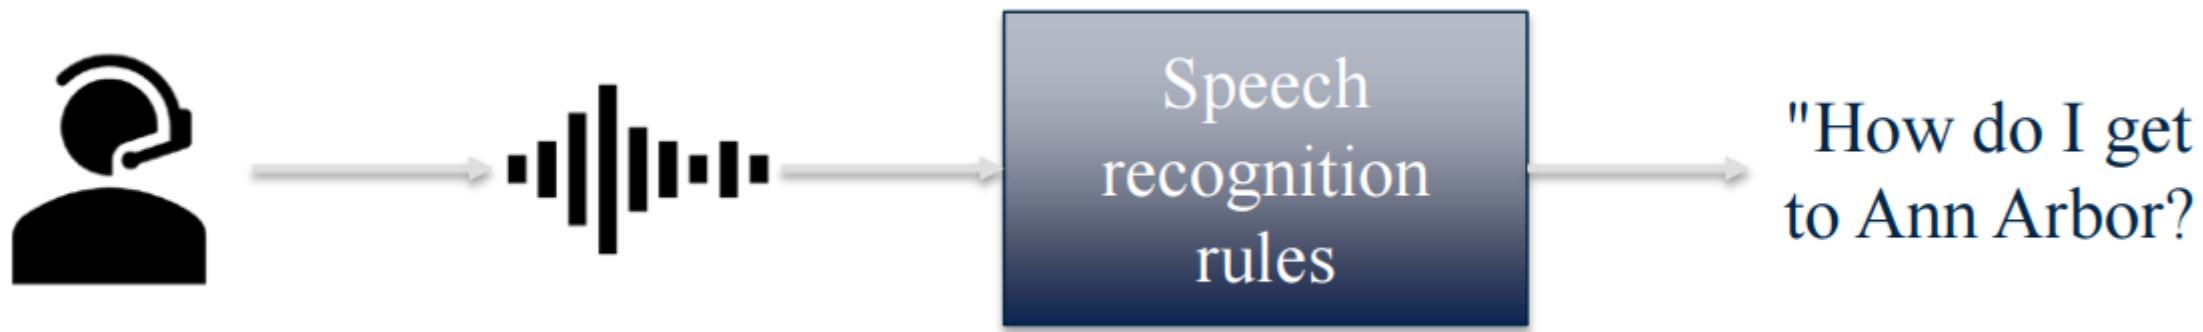 Speech
recognition
rules
"How do I get
to Ann Arbor?